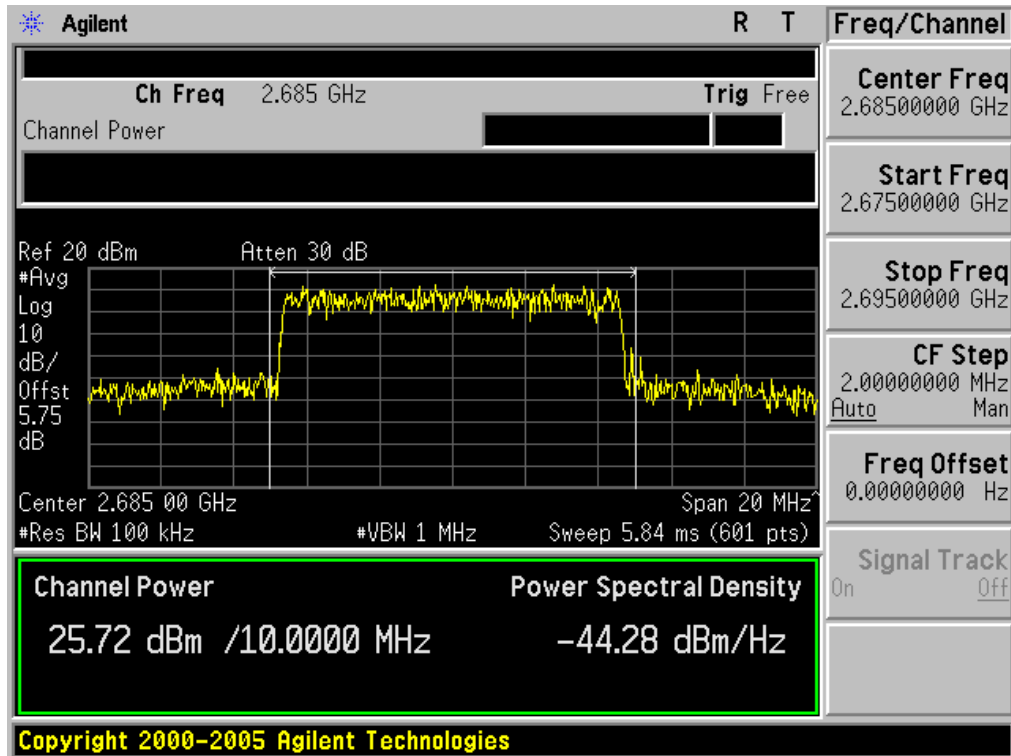 Agilent R T
Ch Freq 2.685 GHz Trig Free
Channel Power
Ref 20 dBm Atten 30 dB
#Avg
Log
10
dB/
Offst
5.75
dB
Center 2.685 00 GHz Span 20 MHz^
#Res BW 100 kHz #VBW 1 MHz Sweep 5.84 ms (601 pts)
Channel Power Power Spectral Density
25.72 dBm /10.0000 MHz -44.28 dBm/Hz
Copyright 2000-2005 Agilent Technologies
Freq/Channel
Center Freq
2.68500000 GHz
Start Freq
2.67500000 GHz
Stop Freq
2.69500000 GHz
CF Step
2.00000000 MHz
Auto Man
Freq Offset
0.00000000 Hz
Signal Track
On Off